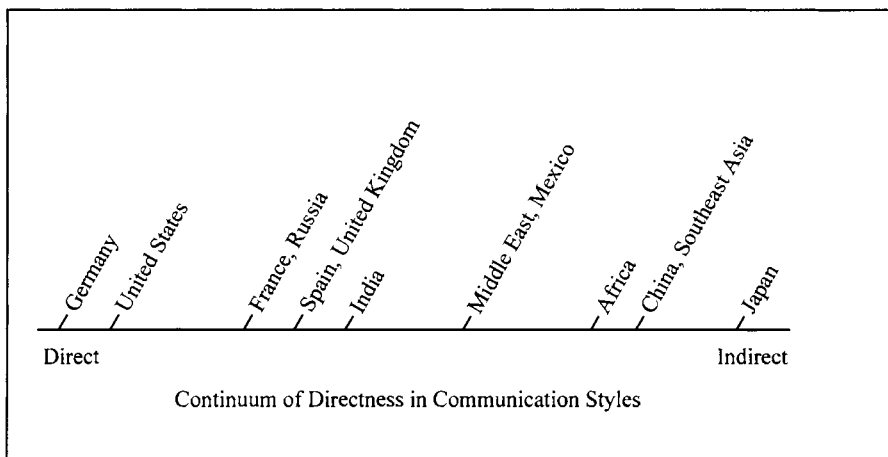 Germany
United States
France, Russia
Spain, United Kingdom
India
Middle East, Mexico
Africa
China, Southeast Asia
Japan
Direct
Indirect
Continuum of Directness in Communication Styles